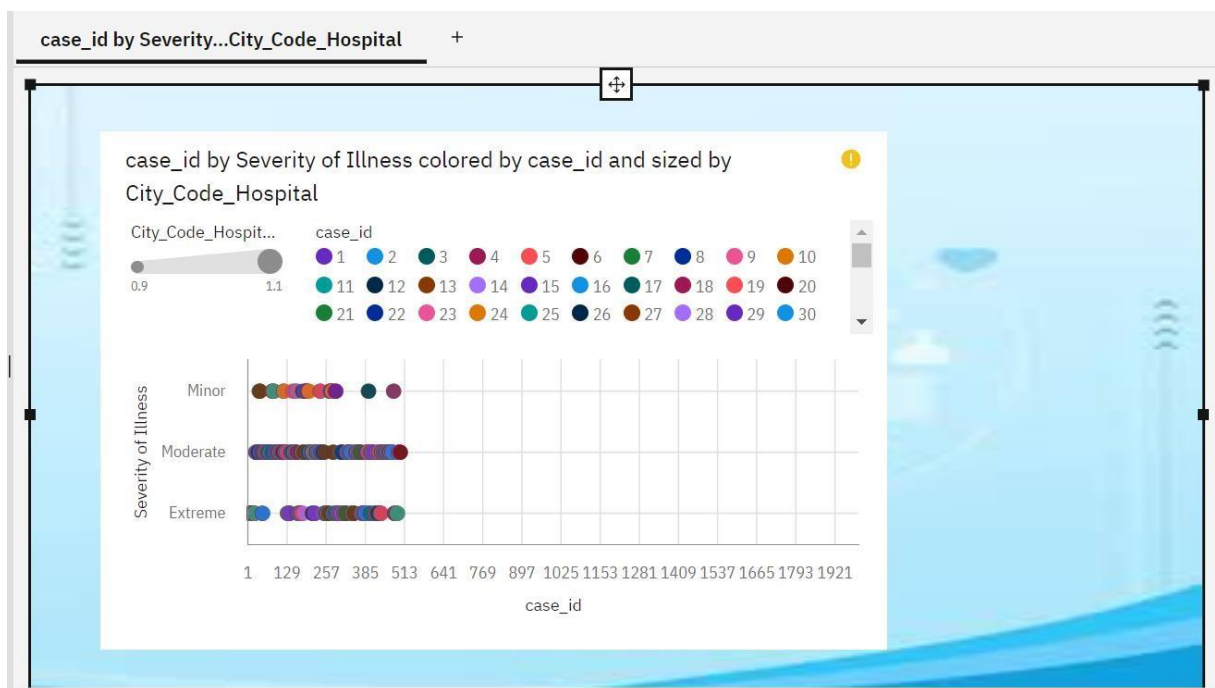 case_id by Severity...City_Code_Hospital +
case_id by Severity of Illness colored by case_id and sized by
City_Code_Hospital
City_Code_Hospit... case_id
1 2 3 4 5 6 7 8 9 10
0.9 1.1 11 12 13 14 15 16 17 18 19 20
21 22 23 24 25 26 27 28 29 30
Severity of Illness
Minor
Moderate
Extreme
1 129 257 385 513 641 769 897 1025 1153 1281 1409 1537 1665 1793 1921
case_id